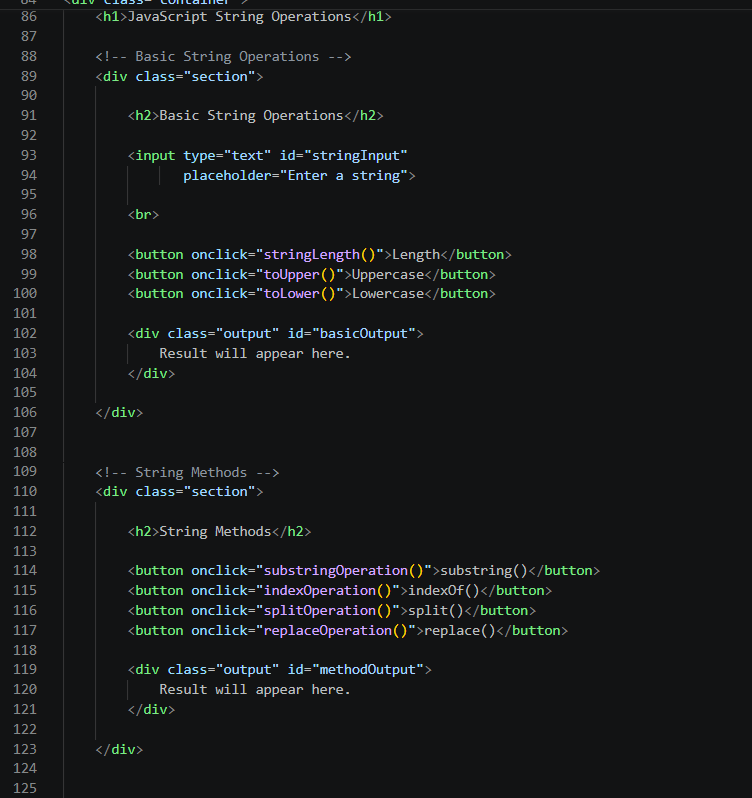 84 <div class="container">
86 <h1>JavaScript String Operations</h1>
87
88 <!-- Basic String Operations -->
89 <div class="section">
90
91 <h2>Basic String Operations</h2>
92
93 <input type="text" id="stringInput"
94 placeholder="Enter a string">
95
96 <br>
97
98 <button onclick="stringLength()">Length</button>
99 <button onclick="toUpper()">Uppercase</button>
100 <button onclick="toLower()">Lowercase</button>
101
102 <div class="output" id="basicOutput">
103 Result will appear here.
104 </div>
105
106 </div>
107
108
109 <!-- String Methods -->
110 <div class="section">
111
112 <h2>String Methods</h2>
113
114 <button onclick="substringOperation()">substring()</button>
115 <button onclick="indexOperation()">indexOf()</button>
116 <button onclick="splitOperation()">split()</button>
117 <button onclick="replaceOperation()">replace()</button>
118
119 <div class="output" id="methodOutput">
120 Result will appear here.
121 </div>
122
123 </div>
124
125